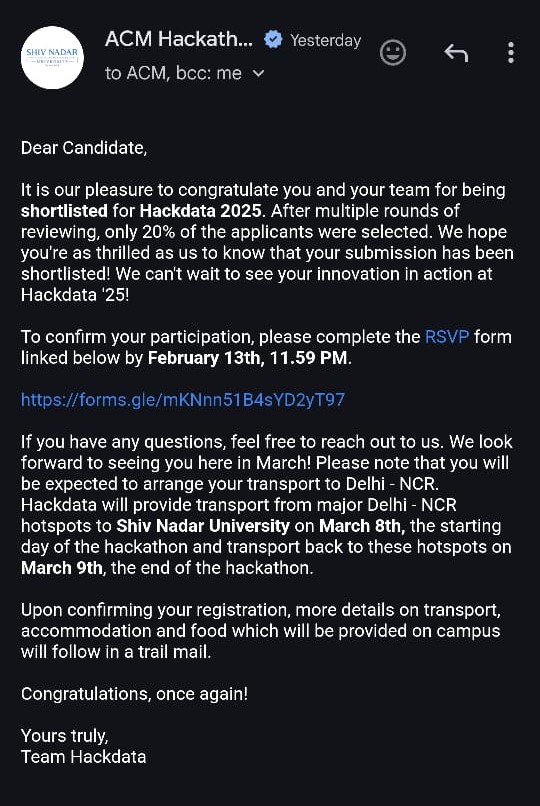 SHIV NADAR
UNIVERSITY
ACM Hackath... Yesterday
to ACM, bcc: me
Dear Candidate,
It is our pleasure to congratulate you and your team for being
shortlisted for Hackdata 2025. After multiple rounds of
reviewing, only 20% of the applicants were selected. We hope
you're as thrilled as us to know that your submission has been
shortlisted! We can't wait to see your innovation in action at
Hackdata '25!
To confirm your participation, please complete the RSVP form
linked below by February 13th, 11.59 PM.
https://forms.gle/mKNnn51B4sYD2yT97
If you have any questions, feel free to reach out to us. We look
forward to seeing you here in March! Please note that you will
be expected to arrange your transport to Delhi - NCR.
Hackdata will provide transport from major Delhi - NCR
hotspots to Shiv Nadar University on March 8th, the starting
day of the hackathon and transport back to these hotspots on
March 9th, the end of the hackathon.
Upon confirming your registration, more details on transport,
accommodation and food which will be provided on campus
will follow in a trail mail.
Congratulations, once again!
Yours truly,
Team Hackdata